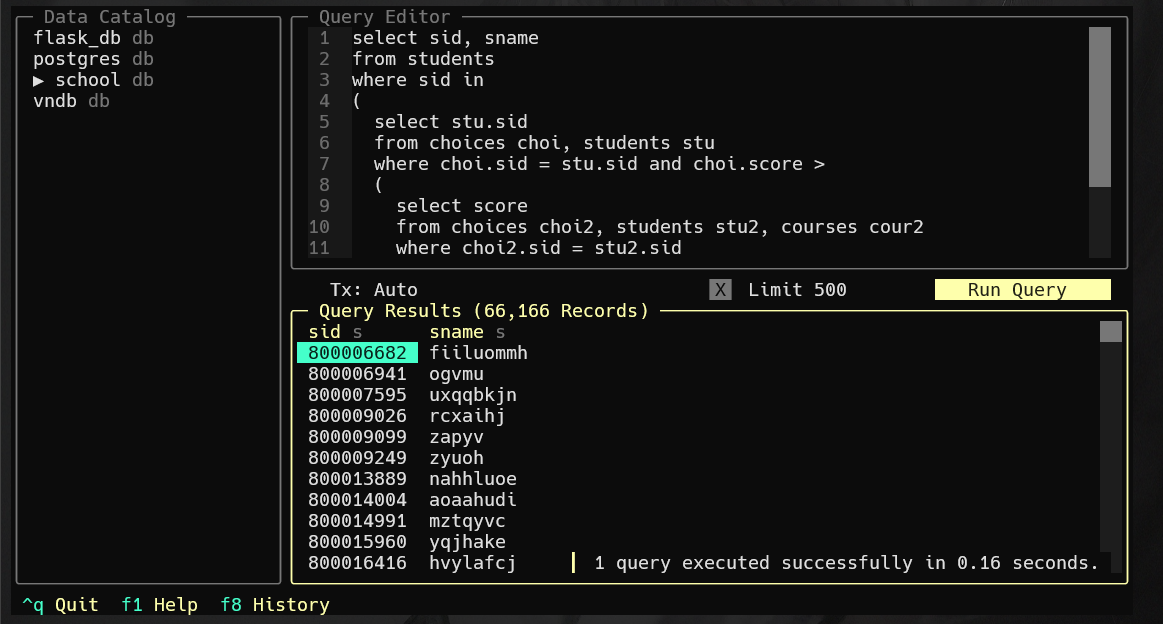 Data Catalog
flask_db db
postgres db
▶ school db
vndb db
Query Editor
1 select sid, sname
2 from students
3 where sid in
4 (
5 select stu.sid
6 from choices choi, students stu
7 where choi.sid = stu.sid and choi.score >
8 (
9 select score
10 from choices choi2, students stu2, courses cour2
11 where choi2.sid = stu2.sid
Tx: Auto X Limit 500 Run Query
Query Results (66,166 Records)
sid s sname s
800006682 fiiluommh
800006941 ogvmu
800007595 uxqqbkjn
800009026 rcxaihj
800009099 zapyv
800009249 zyuoh
800013889 nahhluoe
800014004 aoaahudi
800014991 mztqyvc
800015960 yqjhake
800016416 hvylafcj
1 query executed successfully in 0.16 seconds.
^q Quit f1 Help f8 History